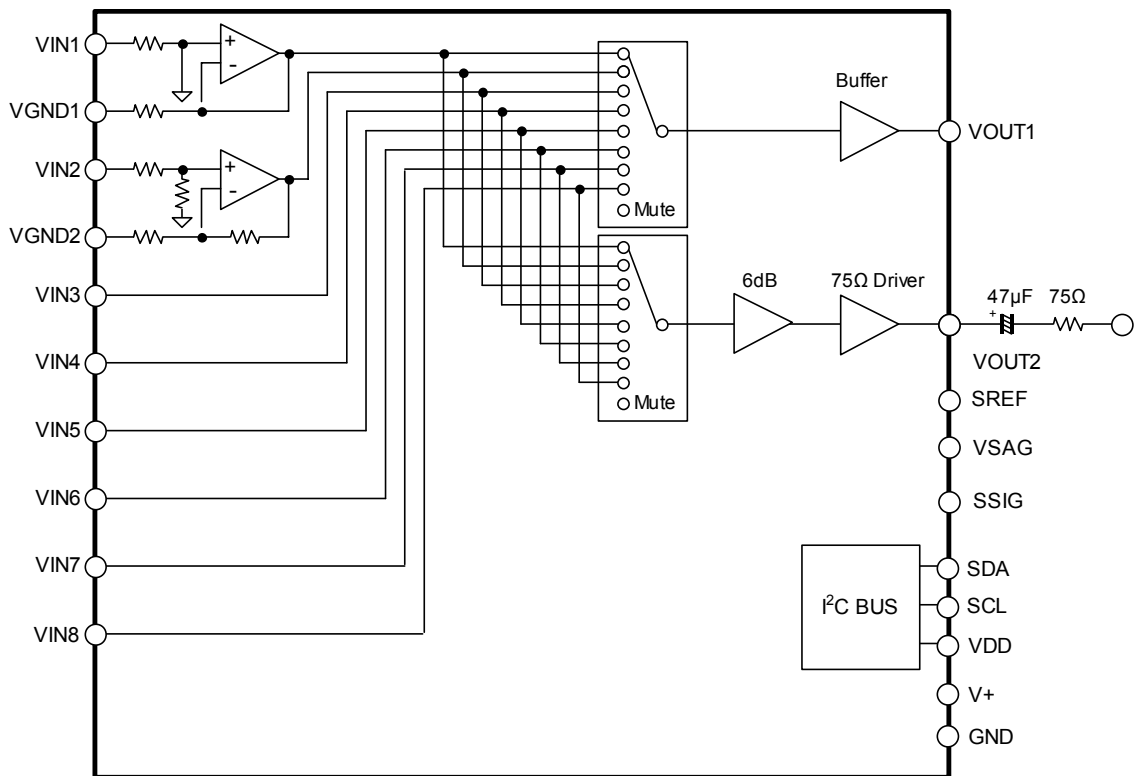 VIN1
VGND1
VIN2
VGND2
VIN3
VIN4
VIN5
VIN6
VIN7
VIN8
+
-
+
-
Mute
Mute
Buffer
6dB
75Ω Driver
VOUT1
47µF
+
75Ω
VOUT2
SREF
VSAG
SSIG
I²C BUS
SDA
SCL
VDD
V+
GND